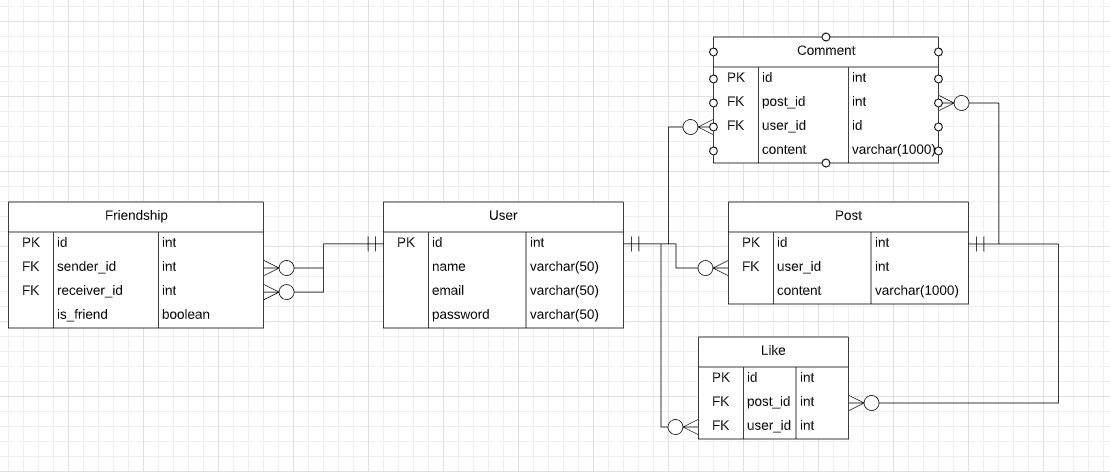 Comment
PK id int
FK post_id int
FK user_id id
content varchar(1000)
Friendship
PK id int
FK sender_id int
FK receiver_id int
is_friend boolean
User
PK id int
name varchar(50)
email varchar(50)
password varchar(50)
Post
PK id int
FK user_id int
content varchar(1000)
Like
PK id int
FK post_id int
FK user_id int